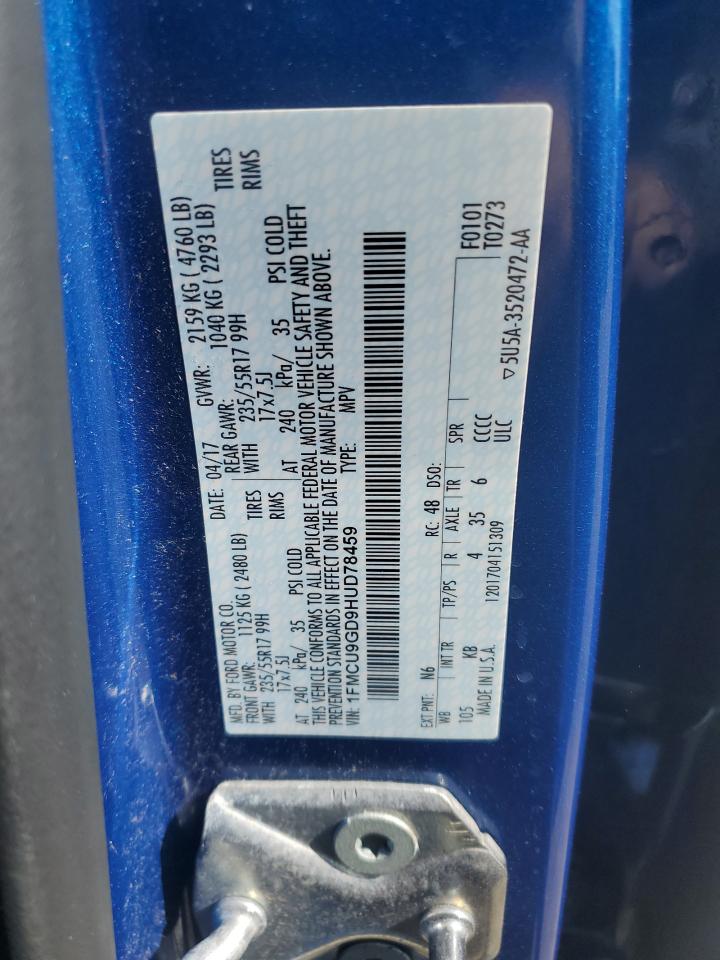 MFD. BY FORD MOTOR CO.
DATE: 04/17 GVWR: 2159 KG ( 4760 LB)
FRONT GAWR: 1125 KG ( 2480 LB) REAR GAWR: 1040 KG ( 2293 LB)
WITH 235/55R17 99H TIRES WITH 235/55R17 99H TIRES
17x7.5J RIMS 17x7.5J RIMS
AT 240 kPa/ 35 PSI COLD AT 240 kPa/ 35 PSI COLD
THIS VEHICLE CONFORMS TO ALL APPLICABLE FEDERAL MOTOR VEHICLE SAFETY AND THEFT
PREVENTION STANDARDS IN EFFECT ON THE DATE OF MANUFACTURE SHOWN ABOVE.
VIN: 1FMCU9GD9HUD78459 TYPE: MPV
EXT PNT: N6 RC: 48 DSO:
WB INT TR TP/PS R AXLE TR SPR F0101
105 KB 4 35 6 CCCC T0273
MADE IN U.S.A. 1201704151309 ULC
▽5U5A-3520472-AA